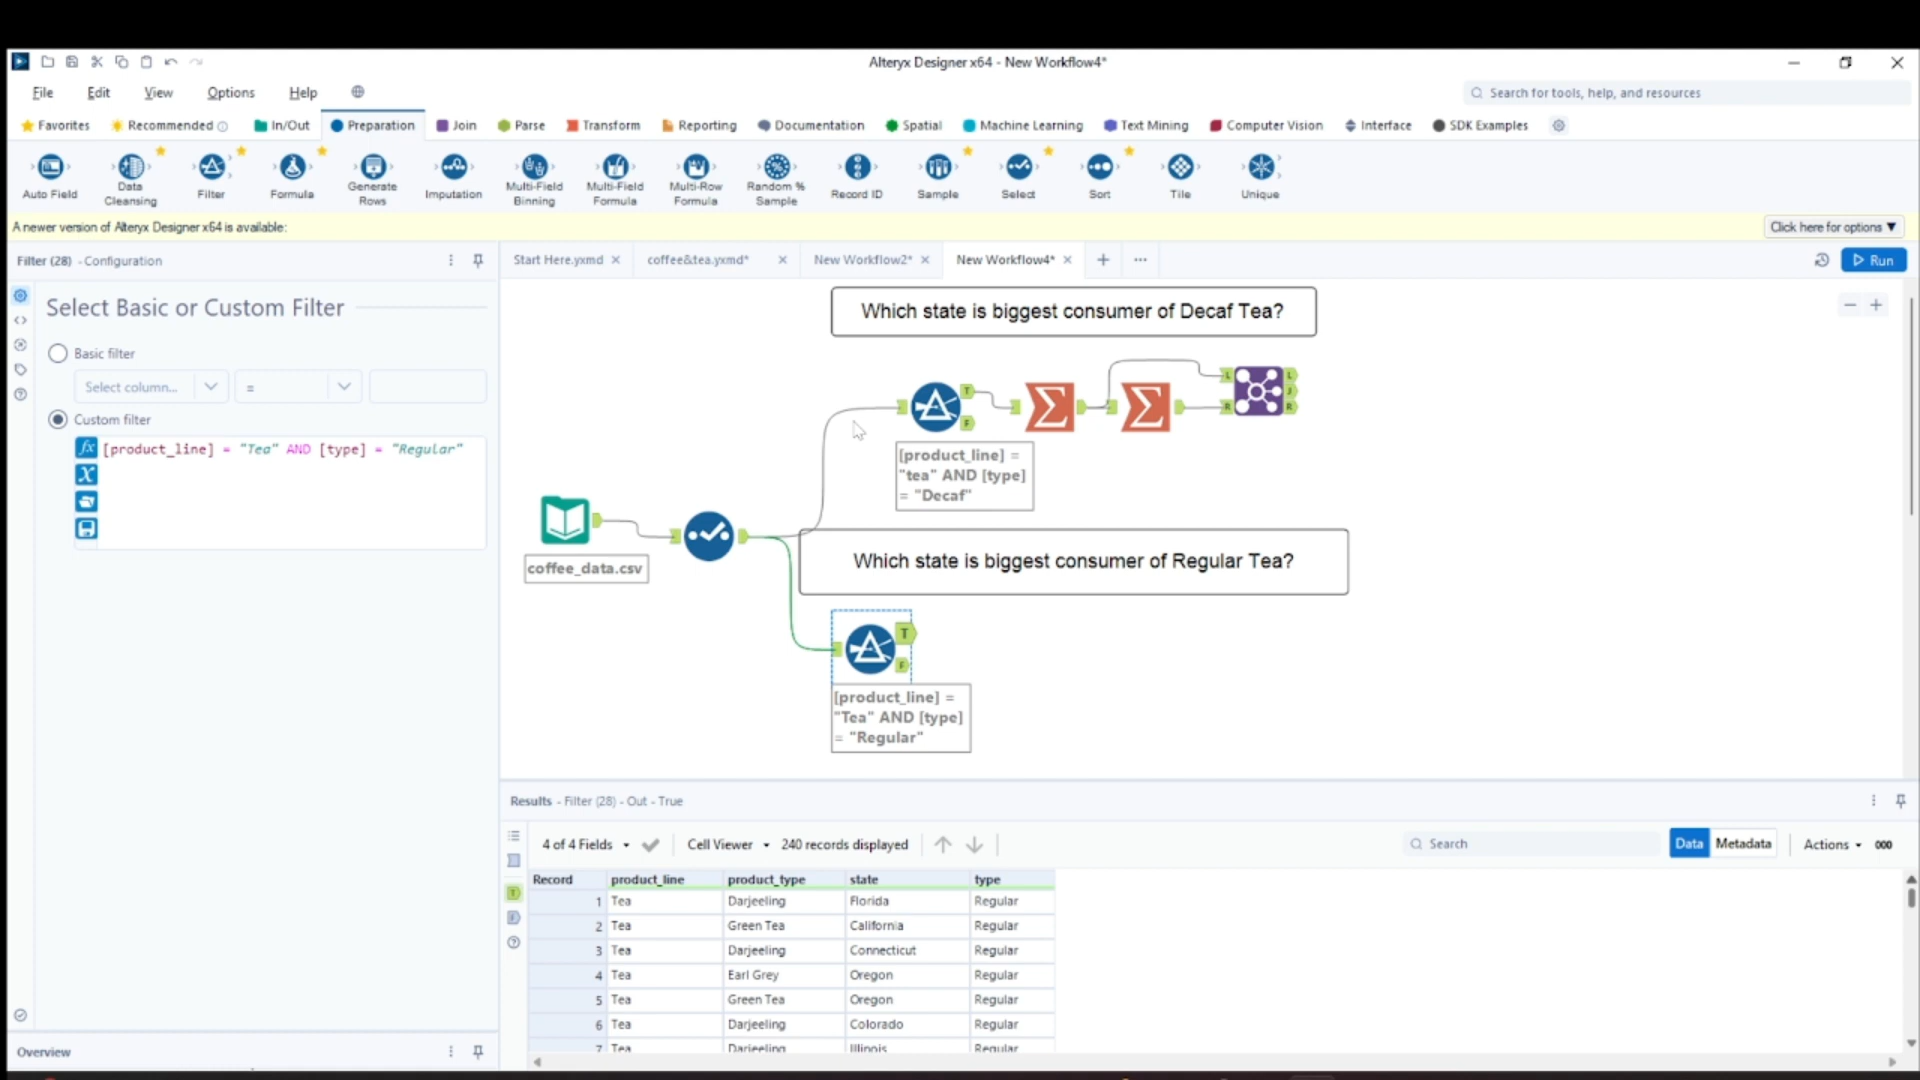 Alteryx Designer x64 - New Workflow4*
File Edit View Options Help
Search for tools, help, and resources
Favorites Recommended In/Out Preparation Join Parse Transform Reporting Documentation Spatial Machine Learning Text Mining Computer Vision Interface SDK Examples
Auto Field
Data
Cleansing
Filter
Formula
Generate
Rows
Imputation
Multi-Field
Binning
Multi-Field
Formula
Multi-Row
Formula
Random %
Sample
Record ID
Sample
Select
Sort
Tile
Unique
A newer version of Alteryx Designer x64 is available:
Click here for options ▼
Filter (28) - Configuration
Start Here.yxmd
coffee&tea.yxmd*
New Workflow2*
New Workflow4*
Run
Select Basic or Custom Filter
Basic filter
Select column... =
Custom filter
fx
[product_line] = "Tea" AND [type] = "Regular"
X
Which state is biggest consumer of Decaf Tea?
T
F
L
R
L
J
R
[product_line] =
"tea" AND [type]
= "Decaf"
coffee_data.csv
Which state is biggest consumer of Regular Tea?
T
F
[product_line] =
"Tea" AND [type]
= "Regular"
Results - Filter (28) - Out - True
4 of 4 Fields Cell Viewer 240 records displayed
Search
Data Metadata
Actions 000
Record product_line product_type state type
1 Tea Darjeeling Florida Regular
2 Tea Green Tea California Regular
3 Tea Darjeeling Connecticut Regular
4 Tea Earl Grey Oregon Regular
5 Tea Green Tea Oregon Regular
6 Tea Darjeeling Colorado Regular
7 Tea Darjeeling Illinois Regular
Overview